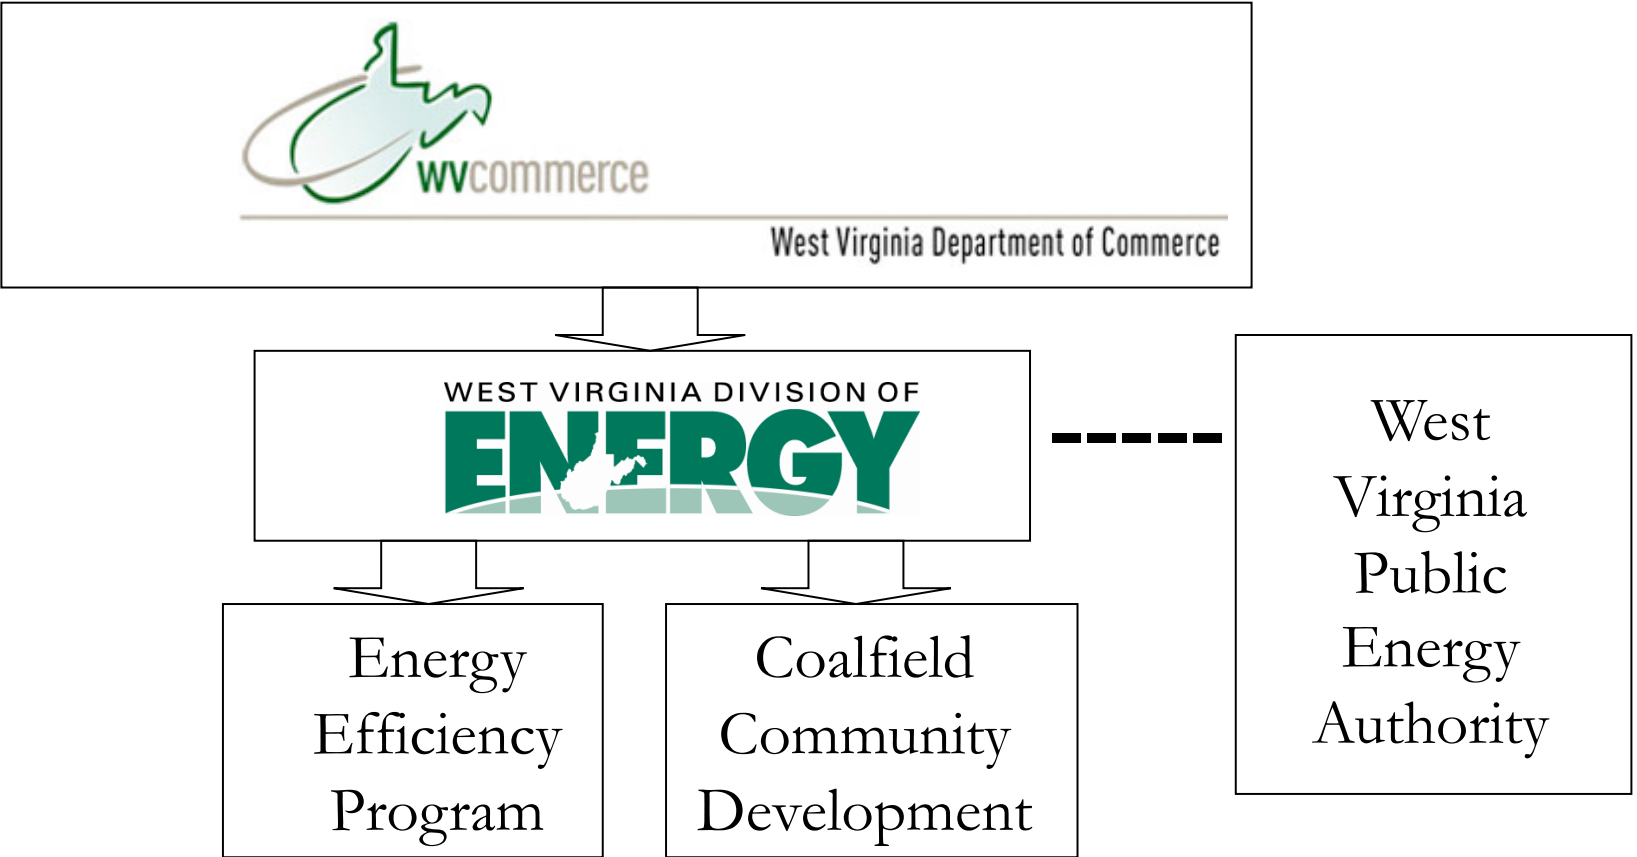 wvcommerce
West Virginia Department of Commerce
WEST VIRGINIA DIVISION OF
ENERGY
West
Virginia
Public
Energy
Authority
Energy
Efficiency
Program
Coalfield
Community
Development